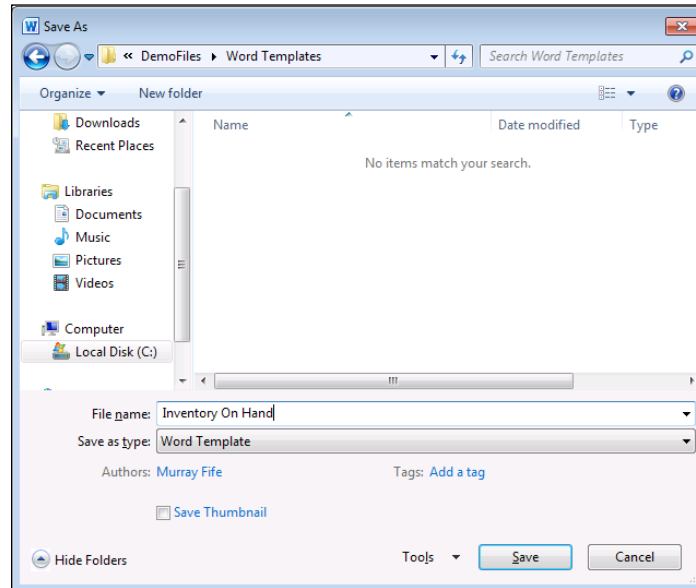 Save As
« DemoFiles Word Templates
Search Word Templates
Organize New folder
Downloads
Recent Places
Libraries
Documents
Music
Pictures
Videos
Computer
Local Disk (C:)
Name Date modified Type
No items match your search.
File name: Inventory On Hand
Save as type: Word Template
Authors: Murray Fife Tags: Add a tag
Save Thumbnail
Hide Folders Tools Save Cancel